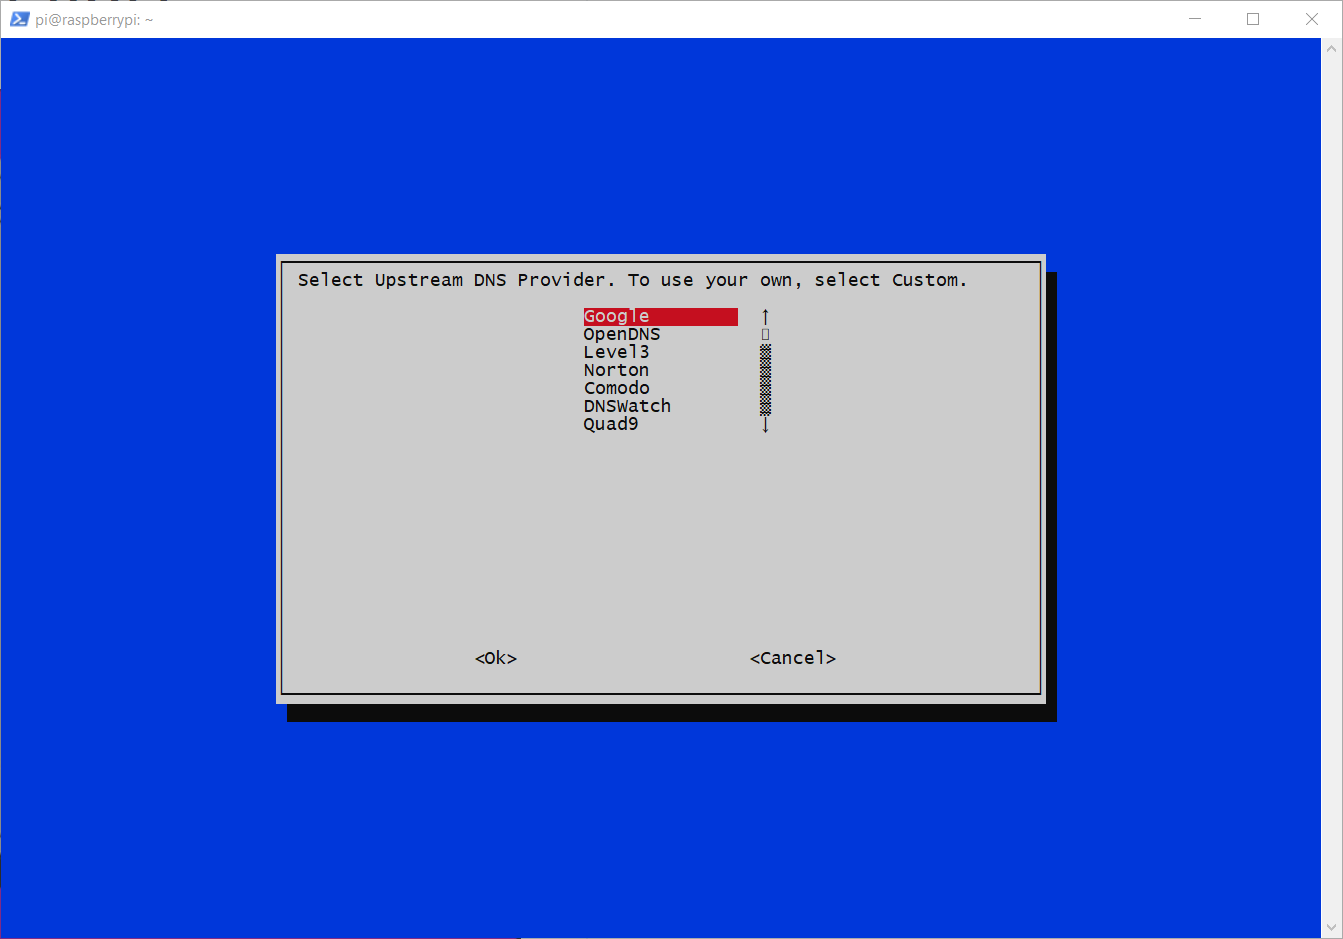 pi@raspberrypi: ~
Select Upstream DNS Provider. To use your own, select Custom.
Google
OpenDNS
Level3
Norton
Comodo
DNSWatch
Quad9
<Ok> <Cancel>